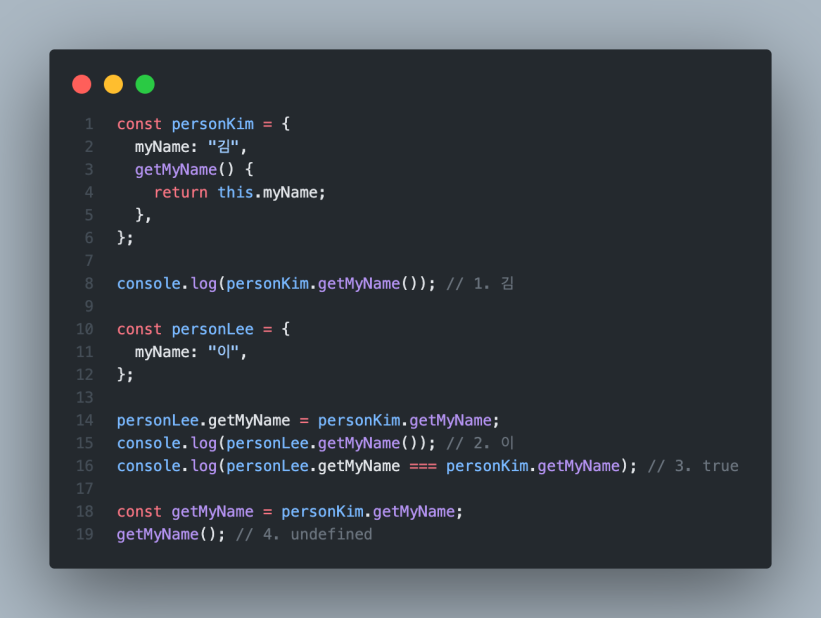 1 const personKim = {
2 myName: "김",
3 getMyName() {
4 return this.myName;
5 },
6 };
7
8 console.log(personKim.getMyName()); // 1. 김
9
10 const personLee = {
11 myName: "이",
12 };
13
14 personLee.getMyName = personKim.getMyName;
15 console.log(personLee.getMyName()); // 2. 이
16 console.log(personLee.getMyName === personKim.getMyName); // 3. true
17
18 const getMyName = personKim.getMyName;
19 getMyName(); // 4. undefined